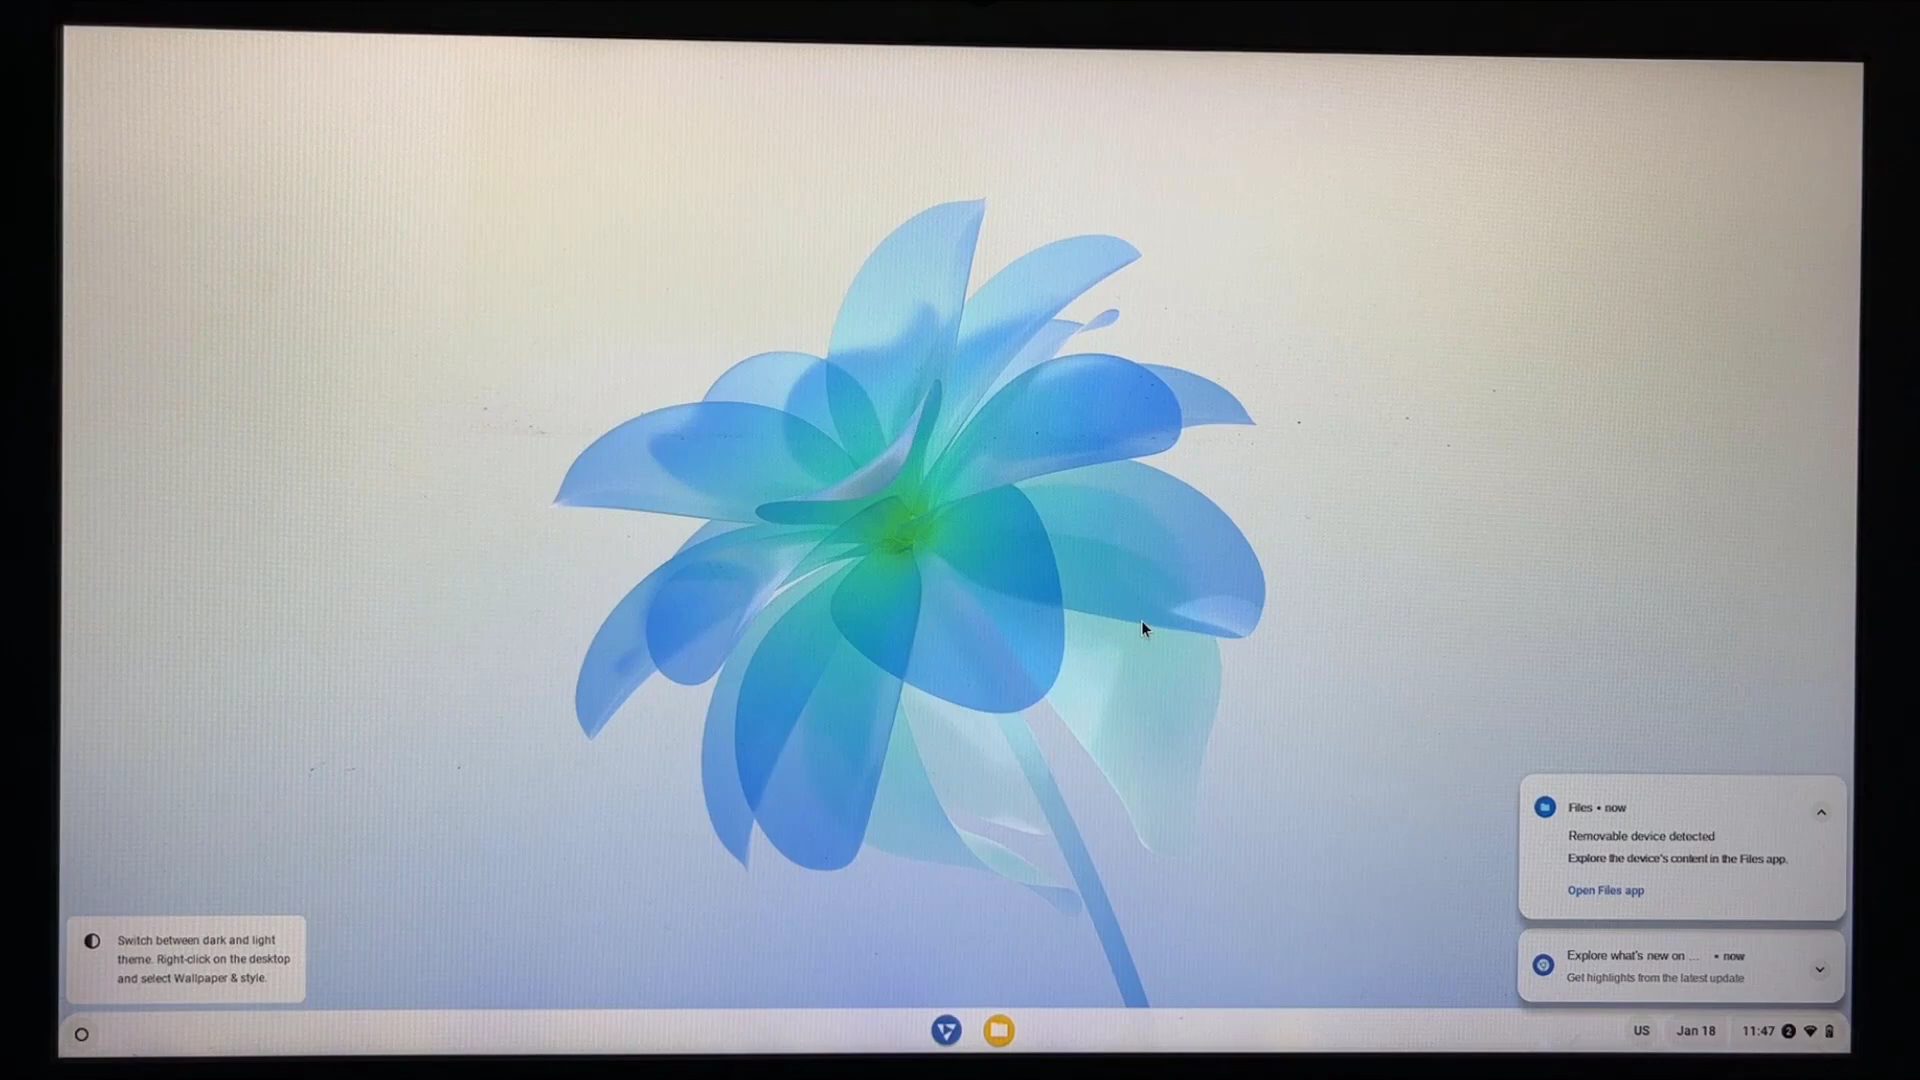 Files • now
Removable device detected
Explore the device's content in the Files app.
Open Files app
Explore what's new on ... • now
Get highlights from the latest update
Switch between dark and light
theme. Right-click on the desktop
and select Wallpaper & style.
US Jan 18 11:47 2